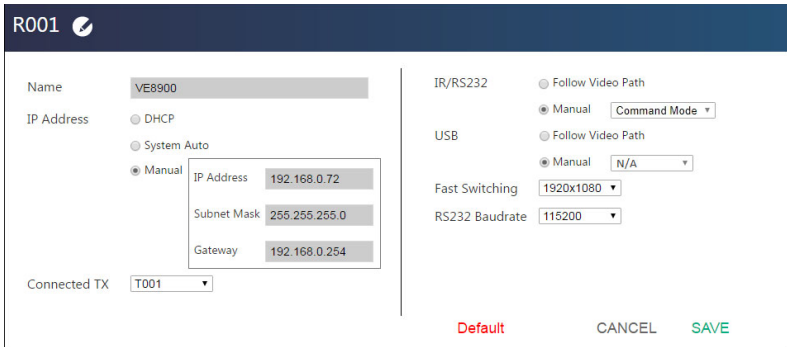 R001
Name VE8900
IP Address DHCP
System Auto
Manual
IP Address 192.168.0.72
Subnet Mask 255.255.255.0
Gateway 192.168.0.254
Connected TX T001
IR/RS232 Follow Video Path
Manual Command Mode
USB Follow Video Path
Manual N/A
Fast Switching 1920x1080
RS232 Baudrate 115200
Default CANCEL SAVE